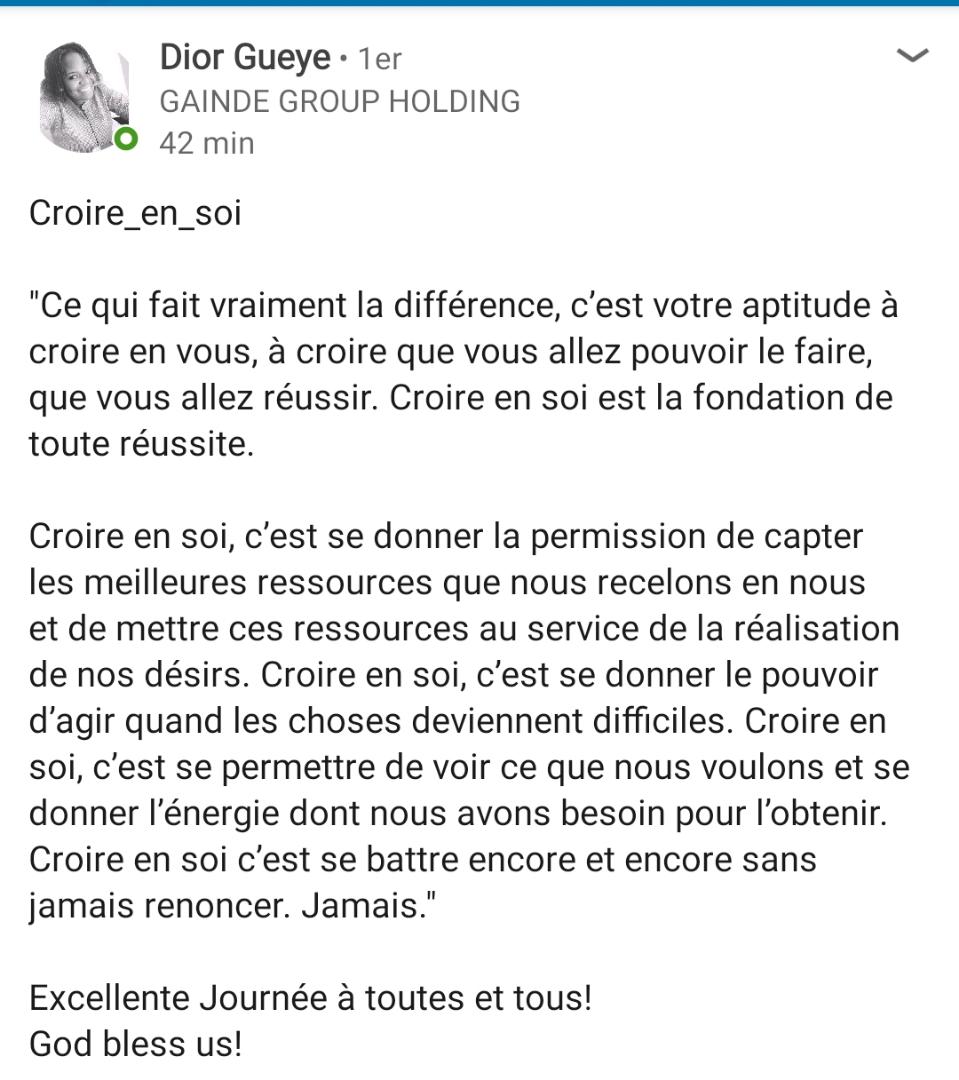 Dior Gueye • 1er
GAINDE GROUP HOLDING
42 min
Croire_en_soi
"Ce qui fait vraiment la différence, c’est votre aptitude à
croire en vous, à croire que vous allez pouvoir le faire,
que vous allez réussir. Croire en soi est la fondation de
toute réussite.
Croire en soi, c’est se donner la permission de capter
les meilleures ressources que nous recelons en nous
et de mettre ces ressources au service de la réalisation
de nos désirs. Croire en soi, c’est se donner le pouvoir
d’agir quand les choses deviennent difficiles. Croire en
soi, c’est se permettre de voir ce que nous voulons et se
donner l’énergie dont nous avons besoin pour l’obtenir.
Croire en soi c’est se battre encore et encore sans
jamais renoncer. Jamais."
Excellente Journée à toutes et tous!
God bless us!